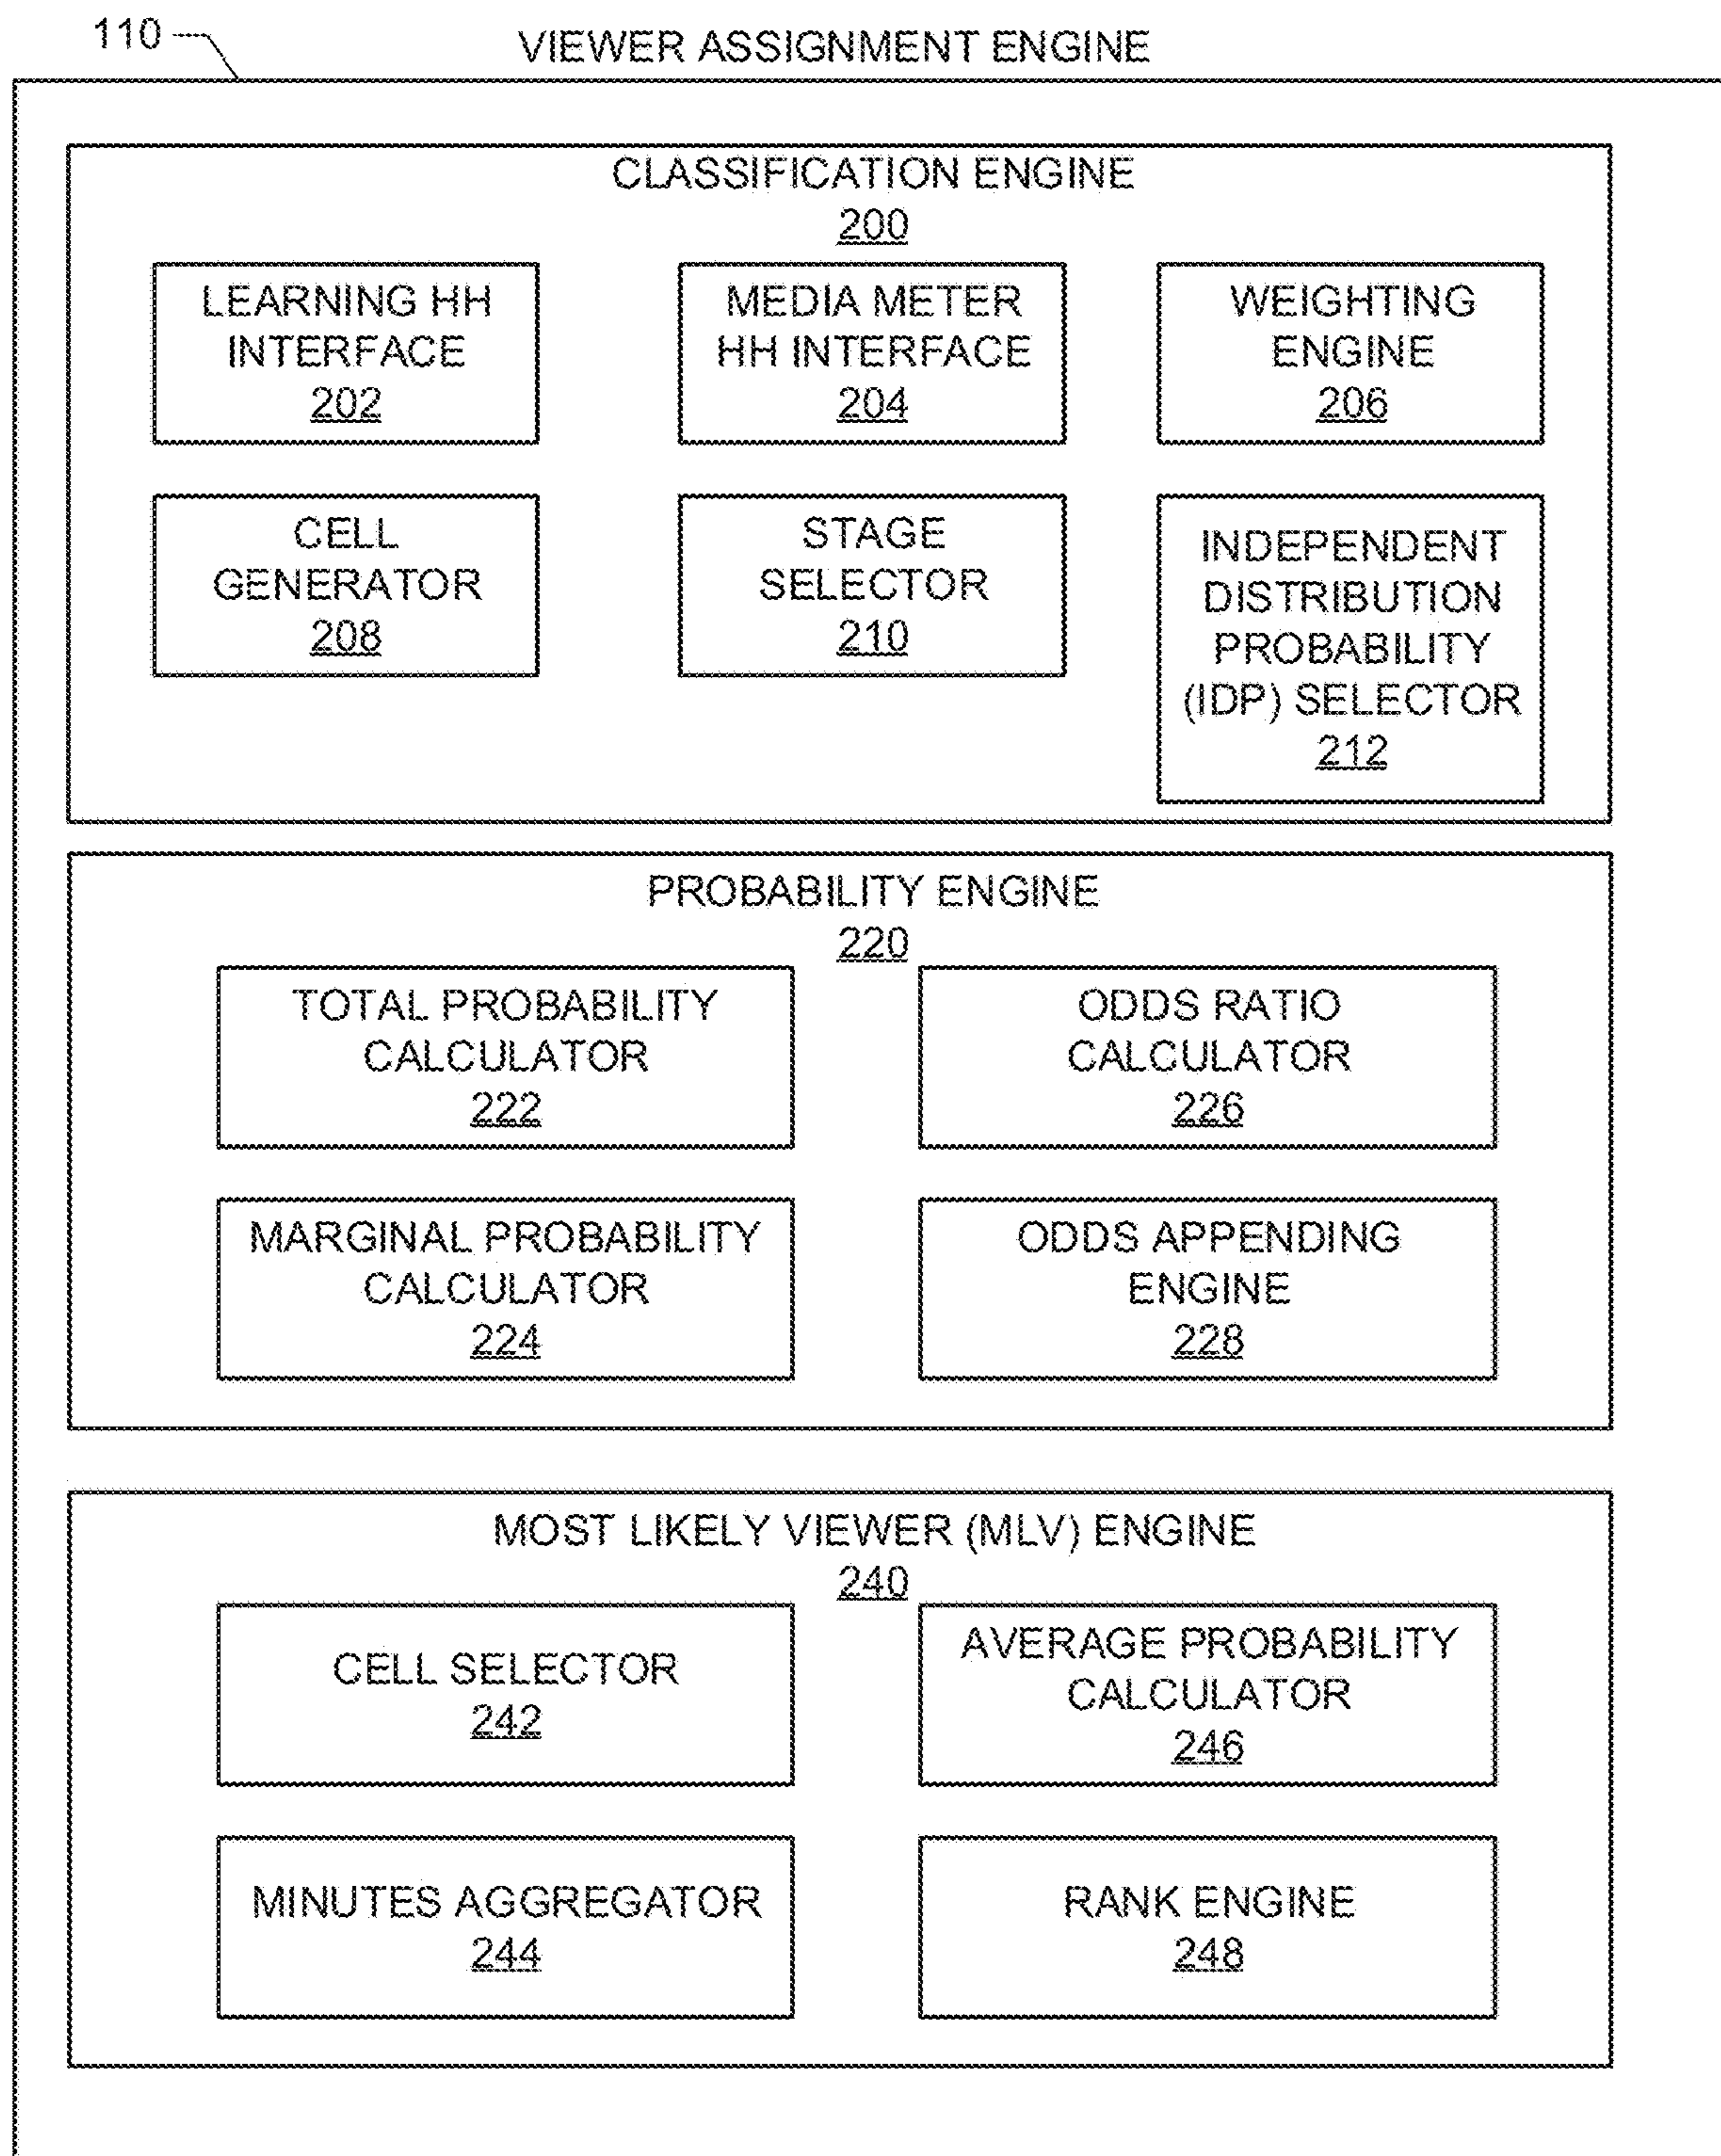 110
VIEWER ASSIGNMENT ENGINE
CLASSIFICATION ENGINE
200
LEARNING HH
INTERFACE
202
MEDIA METER
HH INTERFACE
204
WEIGHTING
ENGINE
206
CELL
GENERATOR
208
STAGE
SELECTOR
210
INDEPENDENT
DISTRIBUTION
PROBABILITY
(IDP) SELECTOR
212
PROBABILITY ENGINE
220
TOTAL PROBABILITY
CALCULATOR
222
ODDS RATIO
CALCULATOR
226
MARGINAL PROBABILITY
CALCULATOR
224
ODDS APPENDING
ENGINE
228
MOST LIKELY VIEWER (MLV) ENGINE
240
CELL SELECTOR
242
AVERAGE PROBABILITY
CALCULATOR
246
MINUTES AGGREGATOR
244
RANK ENGINE
248